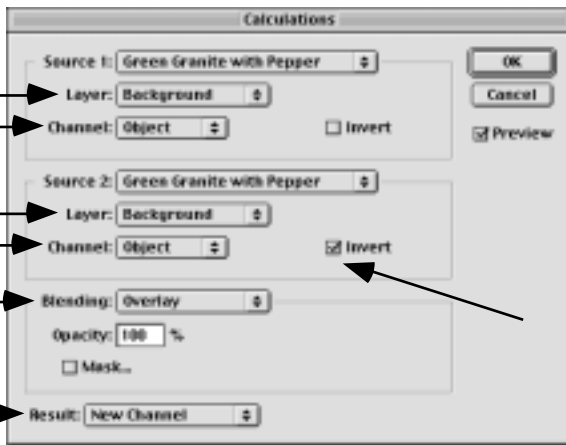 Calculations
Source 1: Green Granite with Pepper
OK
Layer: Background
Cancel
Channel: Object
Invert
Preview
Source 2: Green Granite with Pepper
Layer: Background
Channel: Object
Invert
Blending: Overlay
Opacity: 100 %
Mask...
Result: New Channel